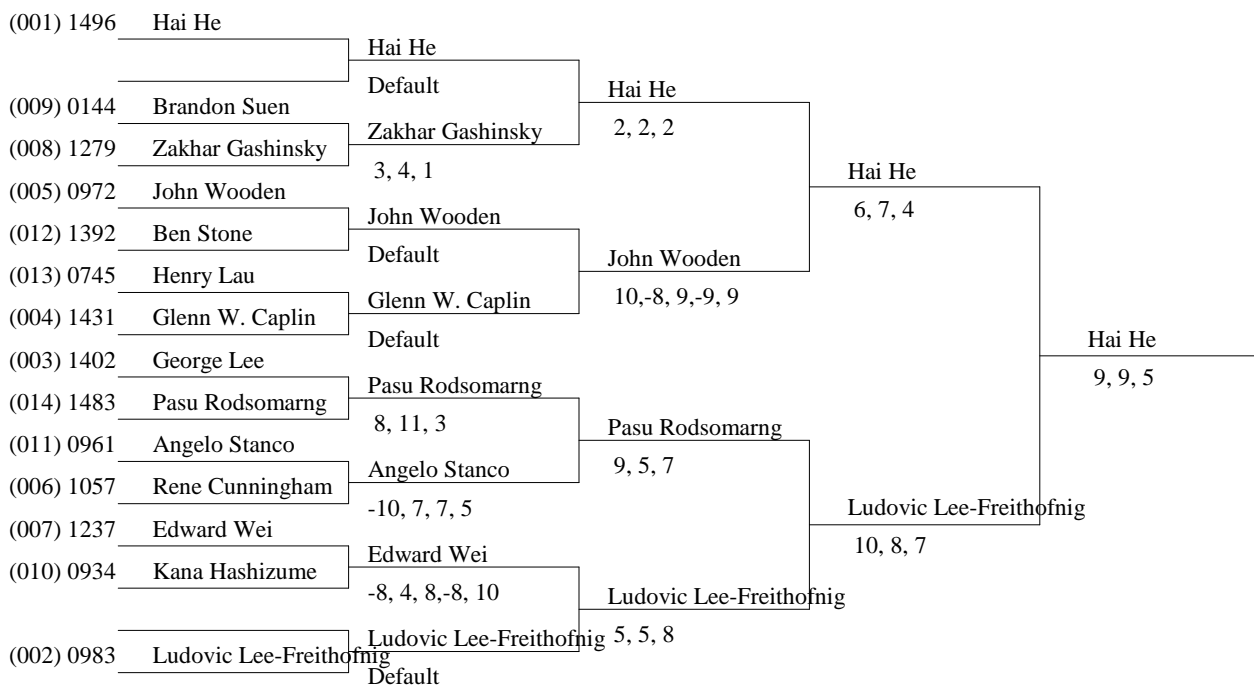 (001) 1496 Hai He
Hai He
Default
Hai He
2, 2, 2
(009) 0144 Brandon Suen
Zakhar Gashinsky
(008) 1279 Zakhar Gashinsky
3, 4, 1
Hai He
6, 7, 4
(005) 0972 John Wooden
John Wooden
(012) 1392 Ben Stone
Default
John Wooden
10,-8, 9,-9, 9
(013) 0745 Henry Lau
Glenn W. Caplin
(004) 1431 Glenn W. Caplin
Default
Hai He
9, 9, 5
(003) 1402 George Lee
Pasu Rodsomarng
(014) 1483 Pasu Rodsomarng
8, 11, 3
Pasu Rodsomarng
9, 5, 7
(011) 0961 Angelo Stanco
Angelo Stanco
(006) 1057 Rene Cunningham
-10, 7, 7, 5
Ludovic Lee-Freithofnig
10, 8, 7
(007) 1237 Edward Wei
Edward Wei
(010) 0934 Kana Hashizume
-8, 4, 8,-8, 10
Ludovic Lee-Freithofnig
5, 5, 8
Ludovic Lee-Freithofnig
(002) 0983 Ludovic Lee-Freithofnig
Default